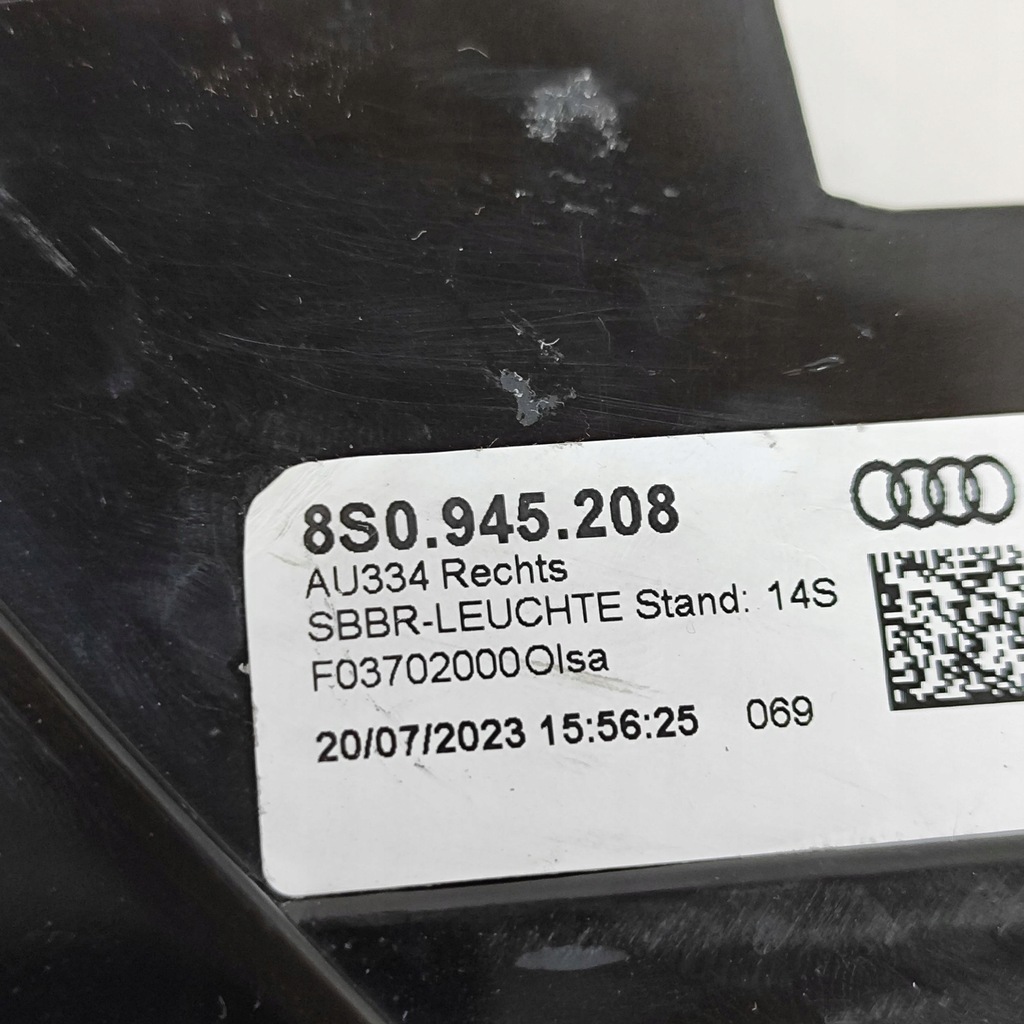 8S0.945.208
AU334 Rechts
SBBR-LEUCHTE Stand: 14S
F03702000Olsa
20/07/2023 15:56:25 069